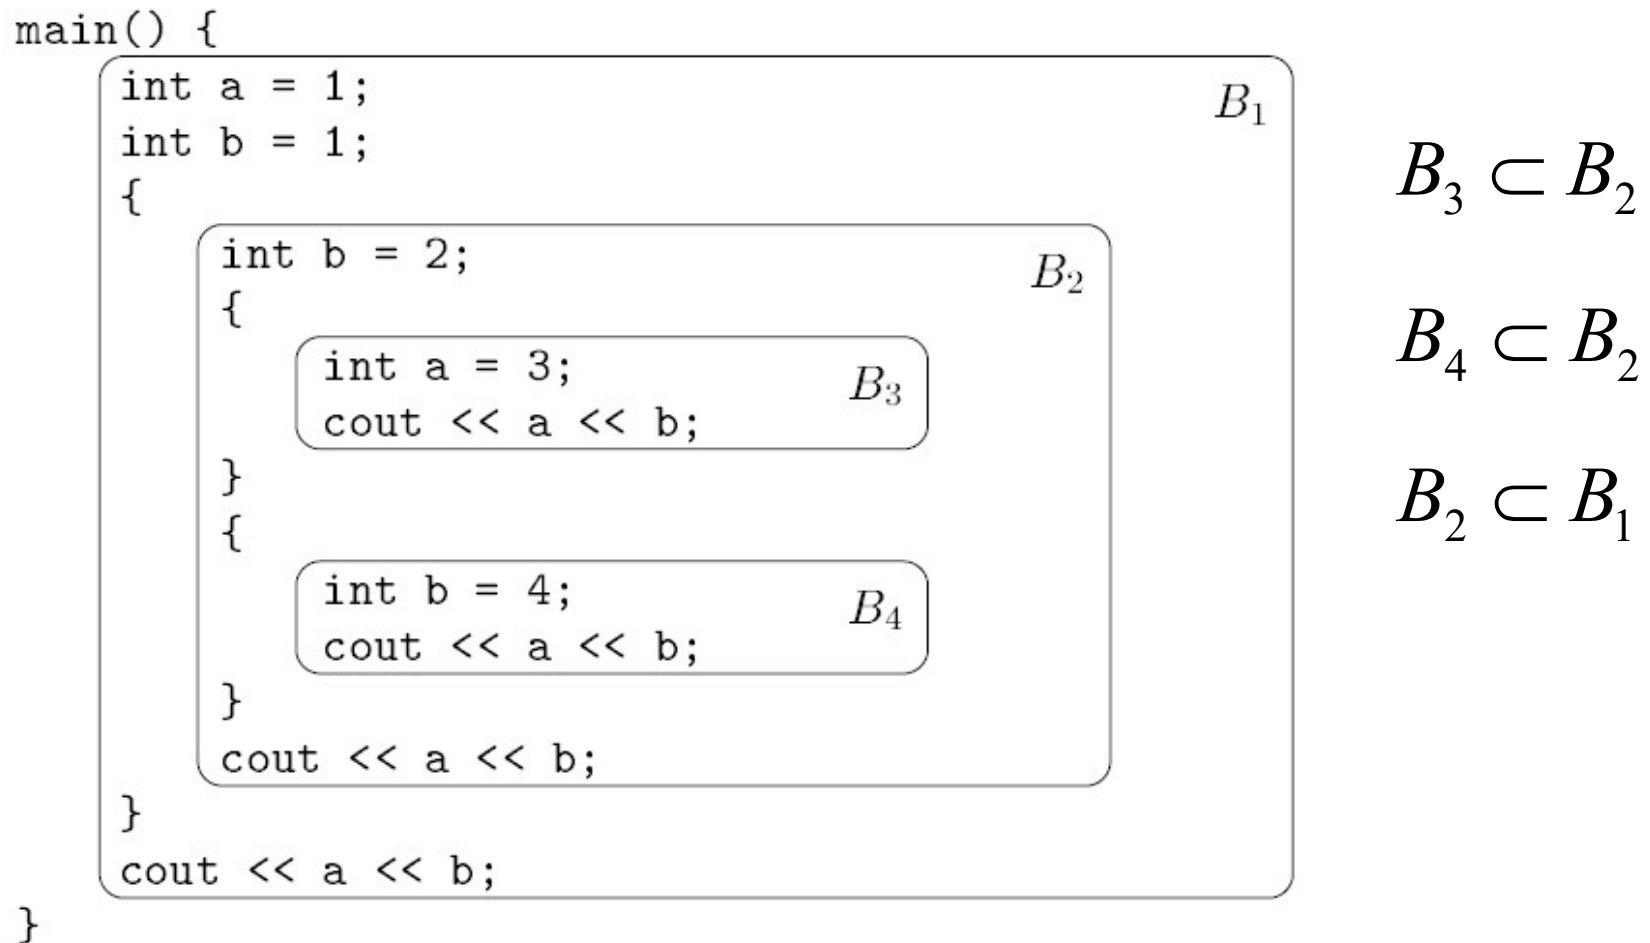 main() {
int a = 1;
B₁
int b = 1;
{
int b = 2;
B₂
{
int a = 3;
B₃
cout << a << b;
}
{
int b = 4;
B₄
cout << a << b;
}
cout << a << b;
}
cout << a << b;
}
B₃ ⊂ B₂
B₄ ⊂ B₂
B₂ ⊂ B₁